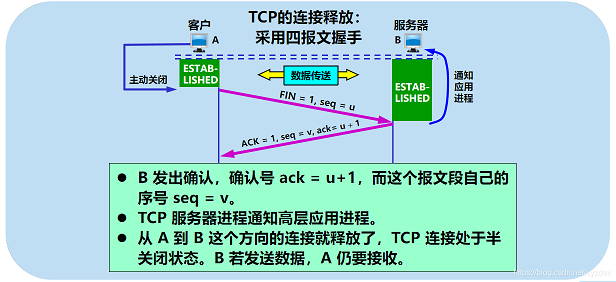 TCP的连接释放：
采用四报文握手
客户
A
服务器
B
ESTAB-
LISHED
主动关闭
数据传送
ESTAB-
LISHED
通知
应用
进程
FIN = 1, seq = u
ACK = 1, seq = v, ack= u + 1
● B 发出确认，确认号 ack = u+1，而这个报文段自己的
序号 seq = v。
● TCP 服务器进程通知高层应用进程。
● 从 A 到 B 这个方向的连接就释放了，TCP 连接处于半
关闭状态。B 若发送数据，A 仍要接收。